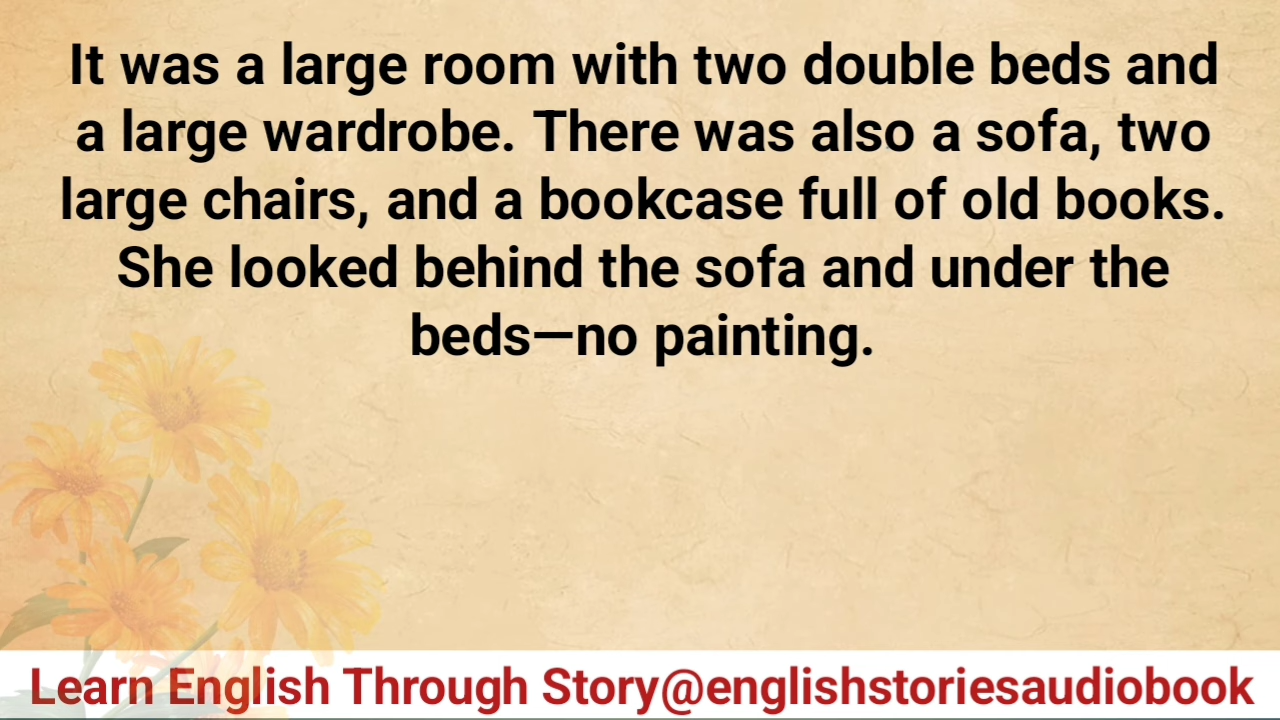 It was a large room with two double beds and
a large wardrobe. There was also a sofa, two
large chairs, and a bookcase full of old books.
She looked behind the sofa and under the
beds—no painting.
Learn English Through Story@englishstoriesaudiobook